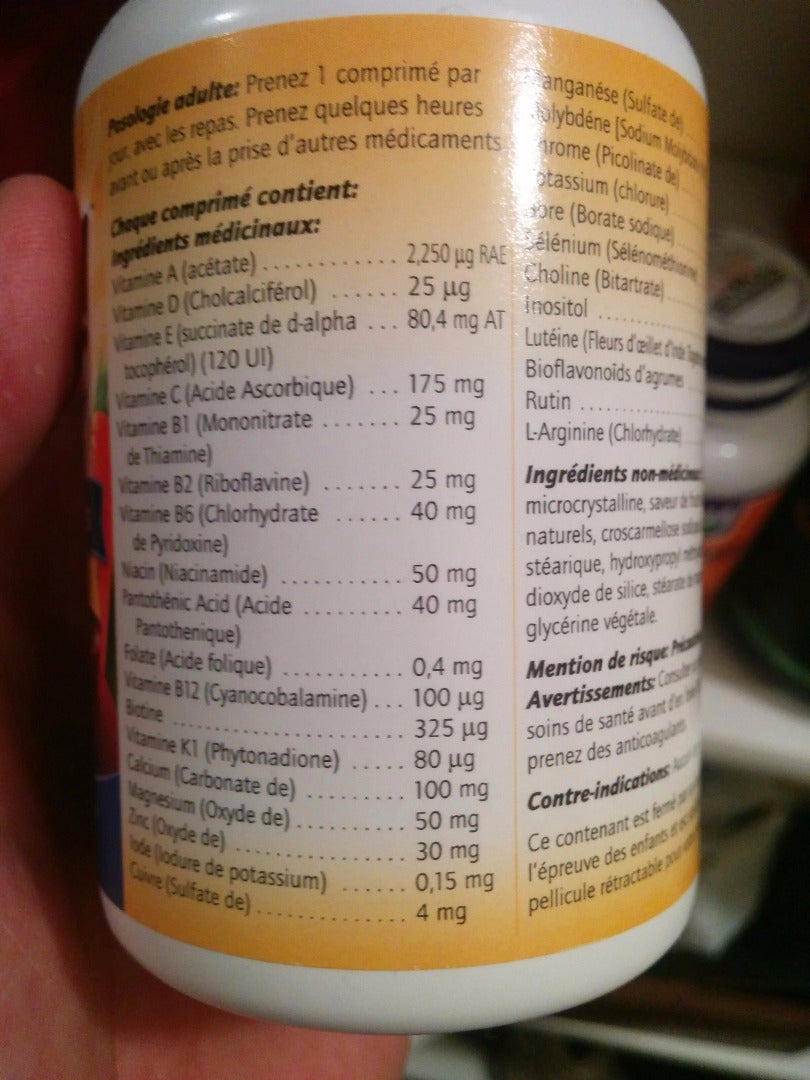 Posologie adulte: Prenez 1 comprimé par
jour, avec les repas. Prenez quelques heures
avant ou après la prise d'autres médicaments
Chaque comprimé contient:
Ingrédients médicinaux:
Vitamine A (acétate) ............ 2,250 µg RAE
Vitamine D (Cholcalciférol) ...... 25 µg
Vitamine E (succinate de d-alpha ... 80,4 mg AT
tocophérol) (120 UI)
Vitamine C (Acide Ascorbique) ... 175 mg
Vitamine B1 (Mononitrate ....... 25 mg
de Thiamine)
Vitamine B2 (Riboflavine) ....... 25 mg
Vitamine B6 (Chlorhydrate ...... 40 mg
de Pyridoxine)
Niacin (Niacinamide) ........... 50 mg
Pantothénic Acid (Acide ......... 40 mg
Pantothenique)
Folate (Acide folique) ........... 0,4 mg
Vitamine B12 (Cyanocobalamine) ... 100 µg
Biotine ..................... 325 µg
Vitamine K1 (Phytonadione) ..... 80 µg
Calcium (Carbonate de) ......... 100 mg
Magnesium (Oxyde de) .......... 50 mg
Zinc (Oxyde de) ............... 30 mg
Iode (Iodure de potassium) ...... 0,15 mg
Cuivre (Sulfate de) .............. 4 mg
Manganése (Sulfate de)
Molybdéne [Sodium
Chrome (Picolinate de)
Potassium (chlorure)
Bore (Borate sodique)
Sélénium (Sélénométhionine
Choline (Bitartrate)
Inositol ............
Lutéine (Fleurs d'œillet d'Inde
Bioflavonoïds d'agrumes
Rutin ............
L-Arginine (Chlorhydrate)
Ingrédients
microcrystalline, saveur de
naturels, croscarmellose
stéarique, hydroxypropyl
dioxyde de silice,
glycérine végétale.
Mention de risque:
Avertissements:
soins de santé avant d'en
prenez des anticoagulants.
Contre-indications:
Ce contenant est fermé
l'épreuve des enfants et
pellicule rétractable pour